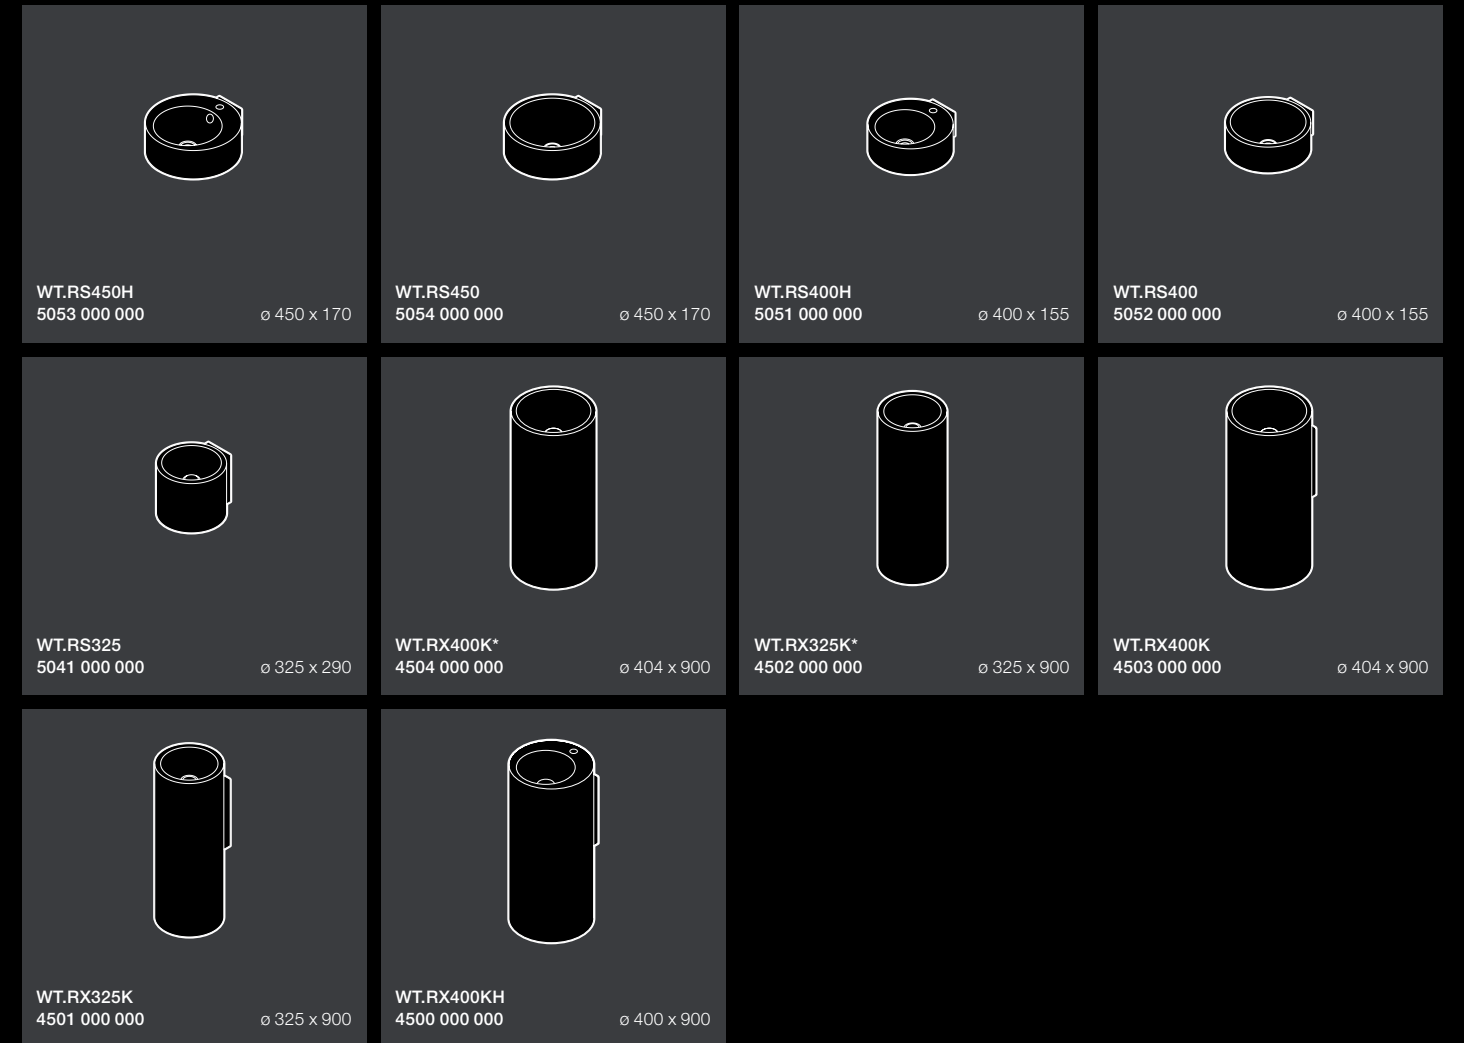 WT.RS450H
5053 000 000 ø 450 x 170
WT.RS450
5054 000 000 ø 450 x 170
WT.RS400H
5051 000 000 ø 400 x 155
WT.RS400
5052 000 000 ø 400 x 155
WT.RS325
5041 000 000 ø 325 x 290
WT.RX400K*
4504 000 000 ø 404 x 900
WT.RX325K*
4502 000 000 ø 325 x 900
WT.RX400K
4503 000 000 ø 404 x 900
WT.RX325K
4501 000 000 ø 325 x 900
WT.RX400KH
4500 000 000 ø 400 x 900